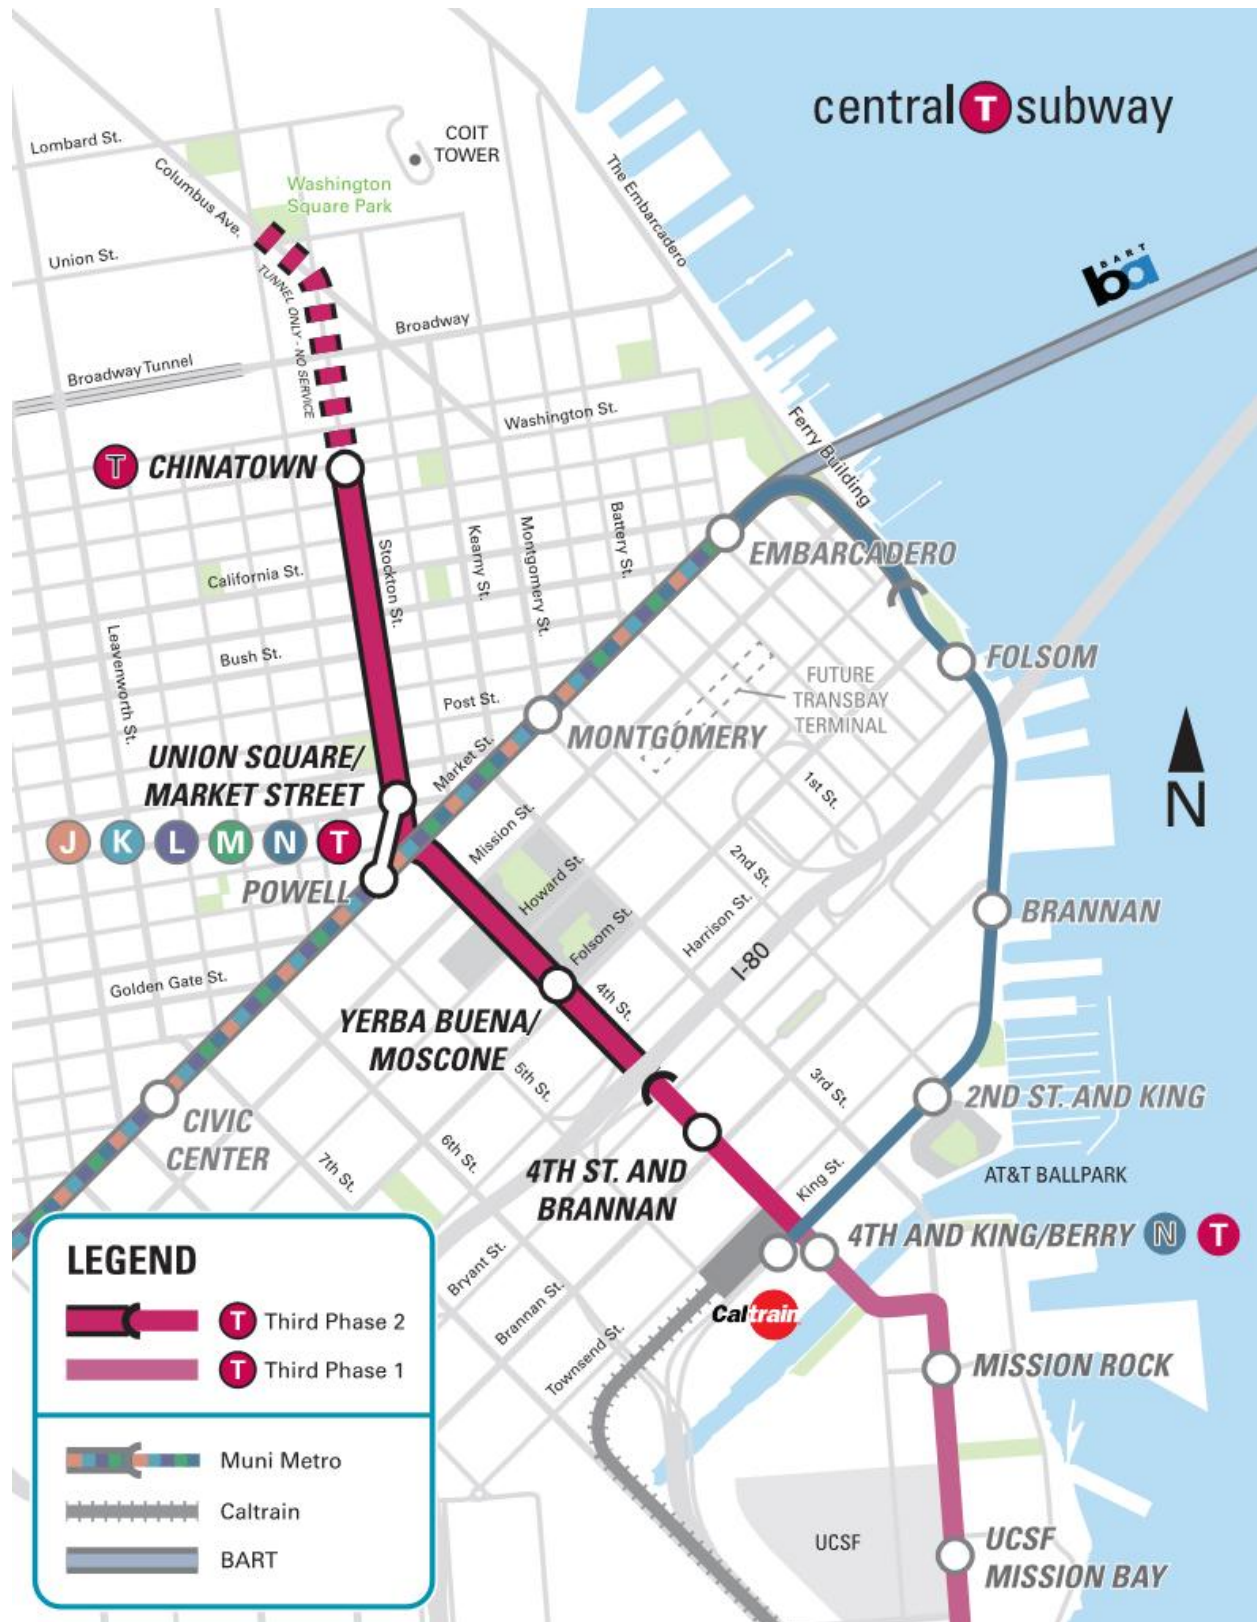 central T subway
Lombard St.
COIT
TOWER
Columbus Ave.
Washington
Square Park
The Embarcadero
Union St.
TUNNEL ONLY - NO SERVICE
BART
ba
Broadway
Broadway Tunnel
Washington St.
Ferry Building
T CHINATOWN
Stockton St.
Kearny St.
Montgomery St.
Battery St.
EMBARCADERO
California St.
Leavenworth St.
Bush St.
FOLSOM
FUTURE
TRANSBAY
TERMINAL
Post St.
MONTGOMERY
Market St.
UNION SQUARE/
MARKET STREET
J K L M N T
POWELL
1st St.
N
Mission St.
2nd St.
Howard St.
Harrison St.
Folsom St.
I-80
BRANNAN
Golden Gate St.
4th St.
YERBA BUENA/
MOSCONE
5th St.
3rd St.
2ND ST. AND KING
CIVIC
CENTER
6th St.
7th St.
4TH ST. AND
BRANNAN
King St.
AT&T BALLPARK
4TH AND KING/BERRY N T
Bryant St.
Brannan St.
Townsend St.
Caltrain
MISSION ROCK
UCSF
UCSF
MISSION BAY
LEGEND
T Third Phase 2
T Third Phase 1
Muni Metro
Caltrain
BART